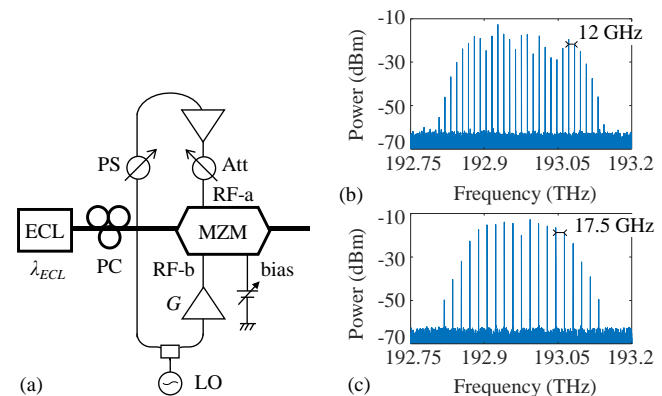 PS
Att
RF-a
ECL
MZM
λECL
PC
RF-b
bias
G
LO
(a)
-10
-30
-50
-70
Power (dBm)
12 GHz
192.75
192.9
193.05
193.2
(b)
Frequency (THz)
-10
-30
-50
-70
Power (dBm)
17.5 GHz
192.75
192.9
193.05
193.2
(c)
Frequency (THz)